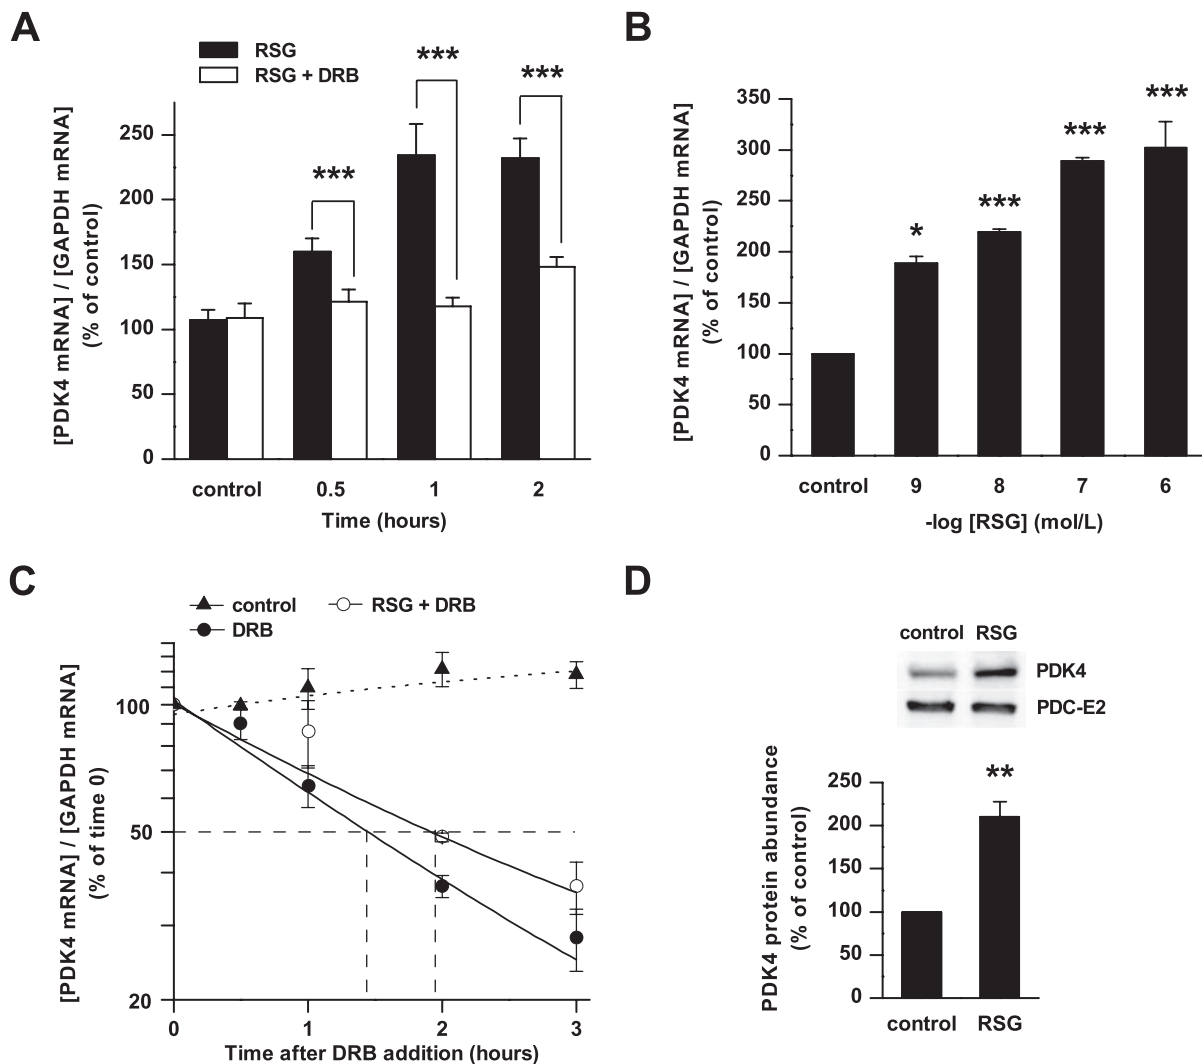 A
RSG
RSG + DRB
[PDK4 mRNA] / [GAPDH mRNA]
(% of control)
250
200
150
100
50
0
***
***
***
control
0.5
1
2
Time (hours)
B
[PDK4 mRNA] / [GAPDH mRNA]
(% of control)
350
300
250
200
150
100
50
0
*
***
***
***
control
9
8
7
6
-log [RSG] (mol/L)
C
control
RSG + DRB
DRB
[PDK4 mRNA] / [GAPDH mRNA]
(% of time 0)
100
50
20
0
1
2
3
Time after DRB addition (hours)
D
control
RSG
PDK4
PDC-E2
PDK4 protein abundance
(% of control)
250
200
150
100
50
0
**
control
RSG